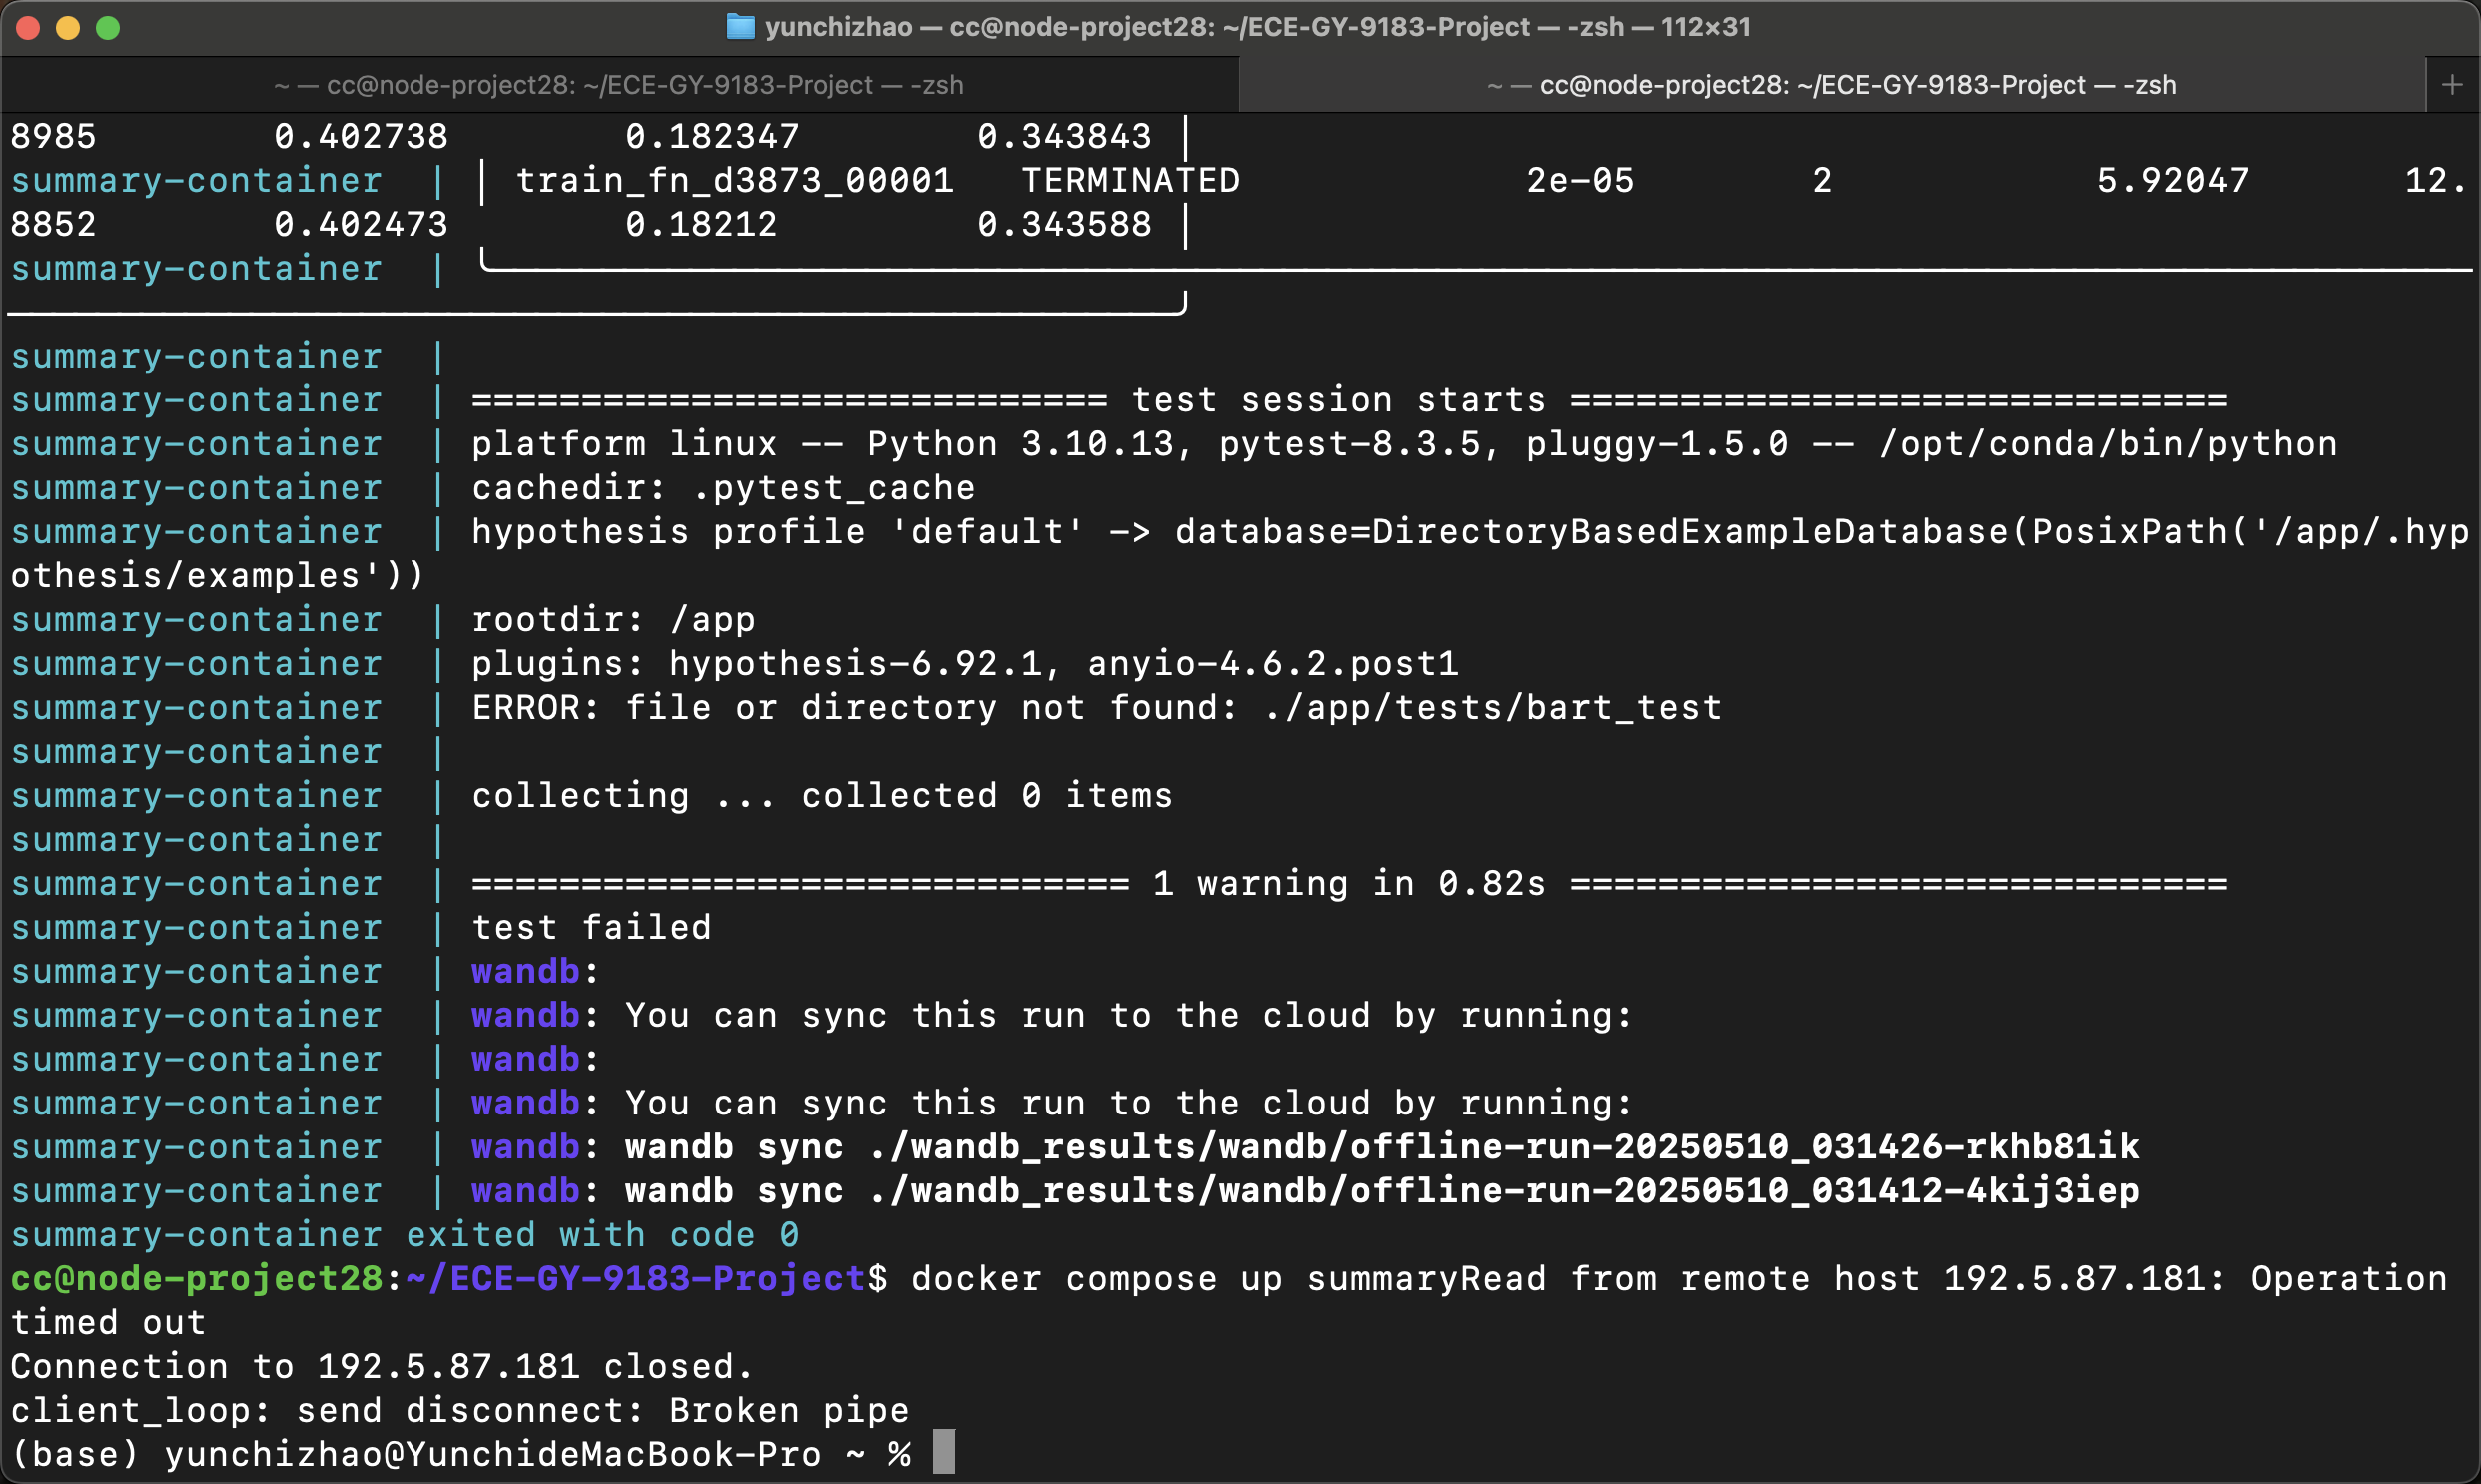 yunchizhao — cc@node-project28: ~/ECE-GY-9183-Project — -zsh — 112×31
~ — cc@node-project28: ~/ECE-GY-9183-Project — -zsh
~ — cc@node-project28: ~/ECE-GY-9183-Project — -zsh
+
8985        0.402738        0.182347        0.343843 │
summary-container  | │ train_fn_d3873_00001   TERMINATED             2e-05        2            5.92047       12.
8852        0.402473        0.18212         0.343588 │
summary-container  |
summary-container  |
summary-container  | ============================= test session starts ==============================
summary-container  | platform linux -- Python 3.10.13, pytest-8.3.5, pluggy-1.5.0 -- /opt/conda/bin/python
summary-container  | cachedir: .pytest_cache
summary-container  | hypothesis profile 'default' -> database=DirectoryBasedExampleDatabase(PosixPath('/app/.hyp
othesis/examples'))
summary-container  | rootdir: /app
summary-container  | plugins: hypothesis-6.92.1, anyio-4.6.2.post1
summary-container  | ERROR: file or directory not found: ./app/tests/bart_test
summary-container  |
summary-container  | collecting ... collected 0 items
summary-container  |
summary-container  | ============================== 1 warning in 0.82s ==============================
summary-container  | test failed
summary-container  | wandb:
summary-container  | wandb: You can sync this run to the cloud by running:
summary-container  | wandb:
summary-container  | wandb: You can sync this run to the cloud by running:
summary-container  | wandb: wandb sync ./wandb_results/wandb/offline-run-20250510_031426-rkhb81ik
summary-container  | wandb: wandb sync ./wandb_results/wandb/offline-run-20250510_031412-4kij3iep
summary-container exited with code 0
cc@node-project28:~/ECE-GY-9183-Project$ docker compose up summaryRead from remote host 192.5.87.181: Operation
timed out
Connection to 192.5.87.181 closed.
client_loop: send disconnect: Broken pipe
(base) yunchizhao@YunchideMacBook-Pro ~ %